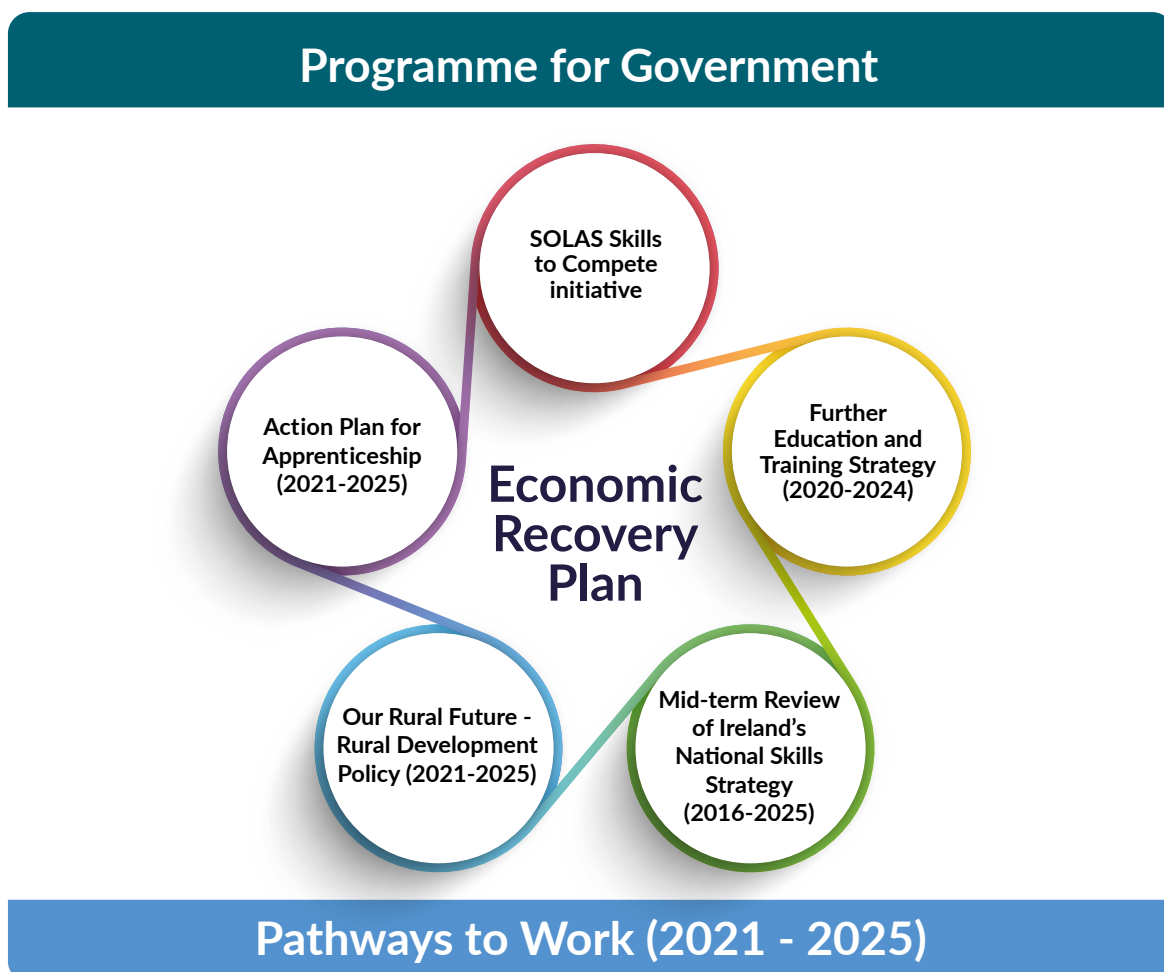 Programme for Government
SOLAS Skills
to Compete
initiative
Further
Education and
Training Strategy
(2020-2024)
Action Plan for
Apprenticeship
(2021-2025)
Economic
Recovery
Plan
Mid-term Review
of Ireland's
National Skills
Strategy
(2016-2025)
Our Rural Future -
Rural Development
Policy (2021-2025)
Pathways to Work (2021 - 2025)